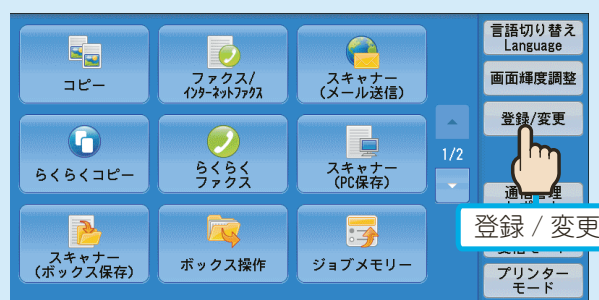 コピー
ファクス/
インターネットファクス
スキャナー
(メール送信)
らくらくコピー
らくらく
ファクス
スキャナー
(PC保存)
スキャナー
(ボックス保存)
ボックス操作
ジョブメモリー
1/2
言語切り替え
Language
画面輝度調整
登録/変更
登録 / 変更
プリンター
モード